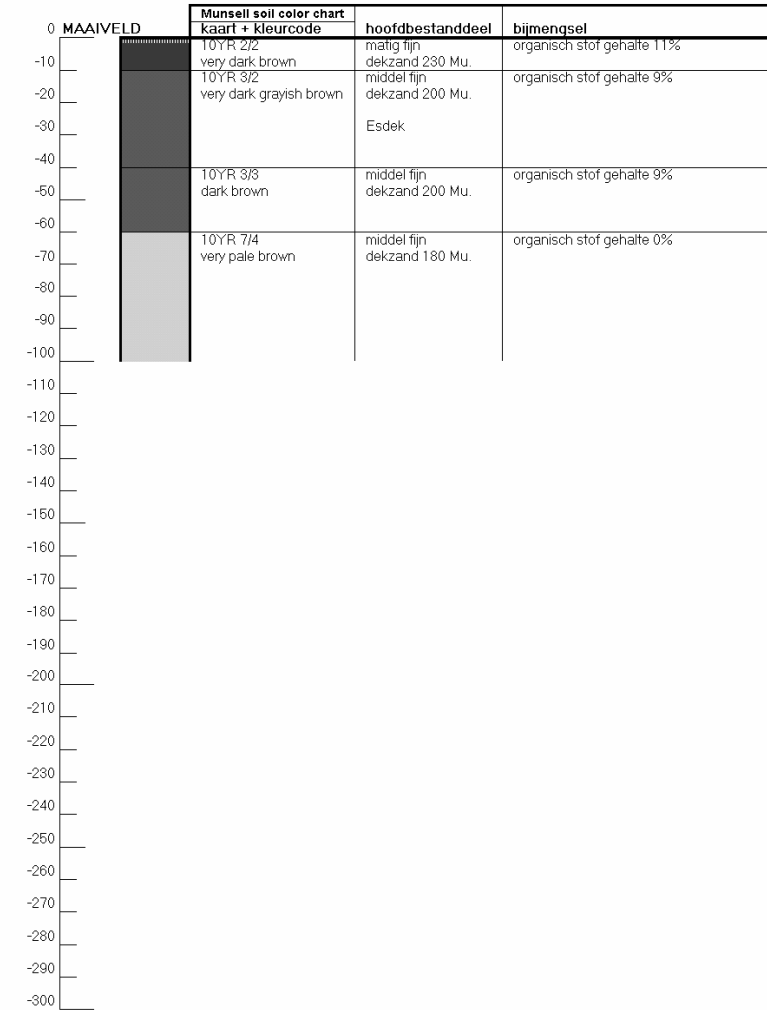 Munsell soil color chart
0 MAAIVELD kaart + kleurcode hoofdbestanddeel bijmengsel
10YR 2/2 matig fijn organisch stof gehalte 11%
-10 very dark brown dekzand 230 Mu.
10YR 3/2 middel fijn organisch stof gehalte 9%
-20 very dark grayish brown dekzand 200 Mu.
-30 Esdek
-40
10YR 3/3 middel fijn organisch stof gehalte 9%
-50 dark brown dekzand 200 Mu.
-60
10YR 7/4 middel fijn organisch stof gehalte 0%
-70 very pale brown dekzand 180 Mu.
-80
-90
-100
-110
-120
-130
-140
-150
-160
-170
-180
-190
-200
-210
-220
-230
-240
-250
-260
-270
-280
-290
-300